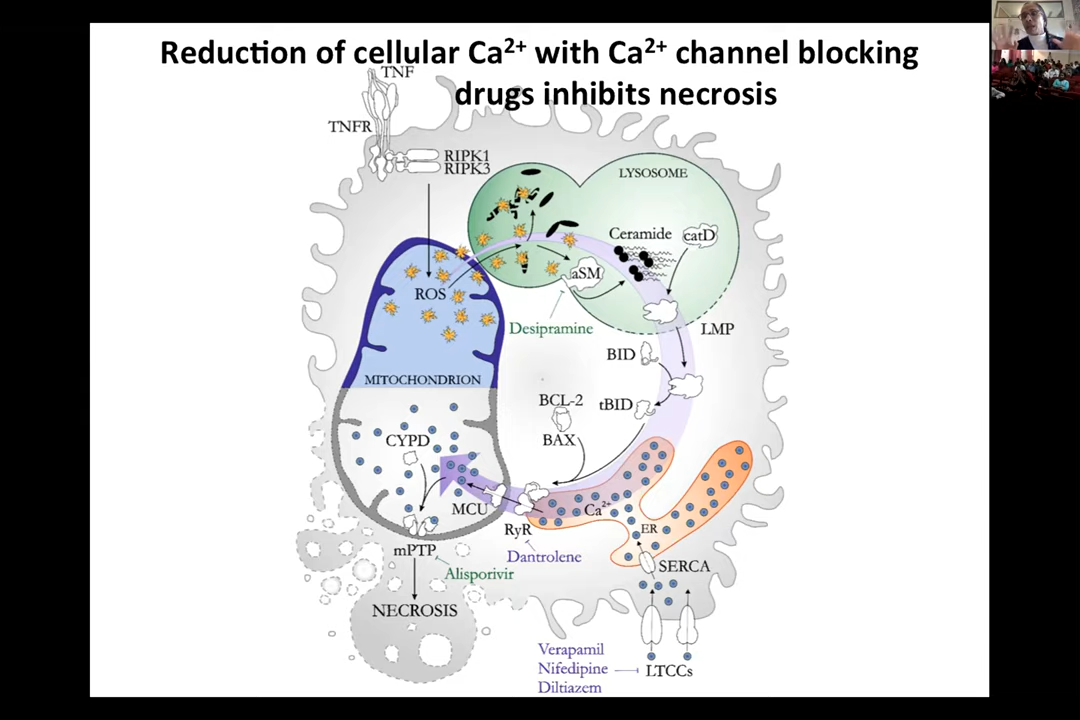 Reduction of cellular Ca²⁺ with Ca²⁺ channel blocking
drugs inhibits necrosis
TNF
TNFR
RIPK1
RIPK3
LYSOSOME
Ceramide
catD
aSM
ROS
Desipramine
LMP
BID
MITOCHONDRION
BCL-2
tBID
BAX
CYPD
MCU
Ca²⁺
RyR
ER
mPTP
Dantrolene
SERCA
Alisporivir
NECROSIS
Verapamil
Nifedipine
LTCCs
Diltiazem